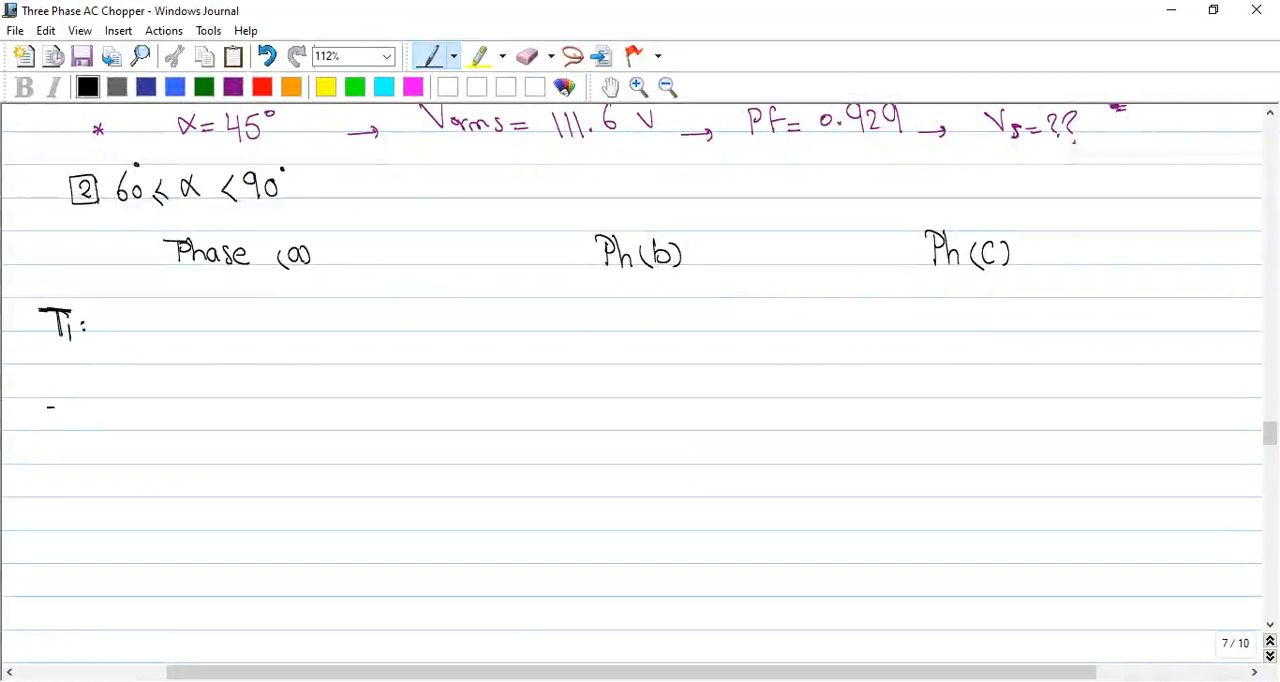 Three Phase AC Chopper - Windows Journal
File Edit View Insert Actions Tools Help
112%
B I
* α = 45° → Vorms = 111.6 V → PF = 0.929 → Vs = ??
2 60° ≤ α < 90°
Phase (a) Ph(b) Ph(C)
T1:
7 / 10